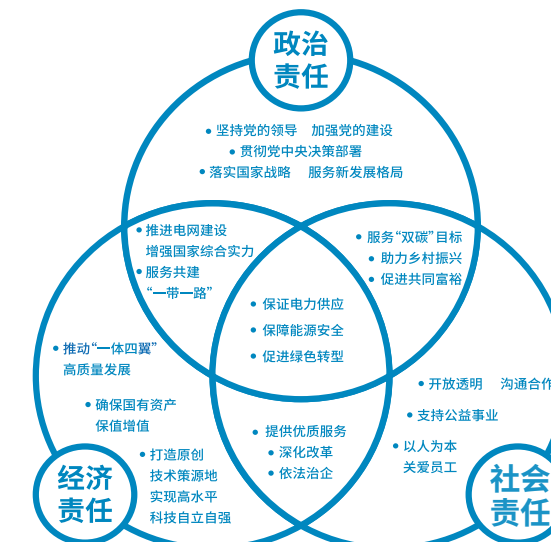 政治
责任
坚持党的领导 加强党的建设
贯彻党中央决策部署
落实国家战略 服务新发展格局
推进电网建设
增强国家综合实力
服务共建
“一带一路”
服务“双碳”目标
助力乡村振兴
促进共同富裕
保证电力供应
保障能源安全
促进绿色转型
推动“一体四翼”
高质量发展
确保国有资产
保值增值
打造原创
技术策源地
实现高水平
科技自立自强
提供优质服务
深化改革
依法治企
开放透明 沟通合作
支持公益事业
以人为本
关爱员工
经济
责任
社会
责任